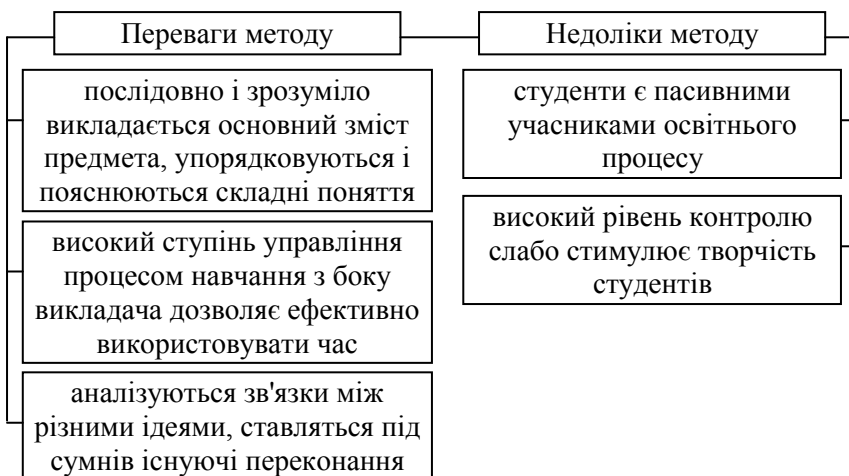 Переваги методу
послідовно і зрозуміло
викладається основний зміст
предмета, упорядковуються і
пояснюються складні поняття
високий ступінь управління
процесом навчання з боку
викладача дозволяє ефективно
використовувати час
аналізуються зв'язки між
різними ідеями, ставляться під
сумнів існуючі переконання
Недоліки методу
студенти є пасивними
учасниками освітнього
процесу
високий рівень контролю
слабо стимулює творчість
студентів